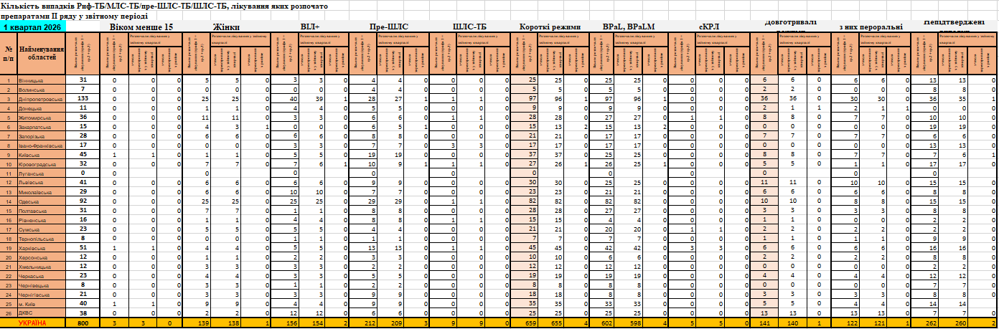 Кількість випадків Риф-ТБ/МЛС-ТБ/пре-ШЛС-ТБ/ШЛС-ТБ, лікування яких розпочато
препаратами II ряду у звітному періоді
1 квартал 2026 Віком менше 15 Жінки ВІЛ+ Пре-ШЛС ШЛС-ТБ Короткі режими BPaL, BPaLM сКРЛ Довготривалі з них пероральні Непідтверджені
№ п/п Найменування областей
1 Вінницька 31 0 0 0 5 5 0 3 3 0 4 4 0 0 0 0 25 25 0 25 25 0 0 0 0 6 6 0 6 6 0 13 13 0
2 Волинська 7 0 0 0 0 0 0 0 0 0 4 4 0 0 0 0 5 5 0 5 5 0 0 0 0 2 2 0 0 0 0 8 8 0
3 Дніпропетровська 133 0 0 0 25 25 0 40 39 1 28 27 1 1 1 0 97 96 1 97 96 1 0 0 0 36 36 0 30 30 0 36 35 1
4 Донецька 11 0 0 0 1 1 0 4 4 0 5 5 0 0 0 0 9 9 0 9 9 0 0 0 0 2 1 1 2 1 1 0 0 0
5 Житомирська 36 0 0 0 11 11 0 3 3 0 6 6 0 1 1 0 28 28 0 27 27 0 1 1 0 8 8 0 7 7 0 10 10 0
6 Закарпатська 15 0 0 0 4 3 1 0 0 0 6 5 1 0 0 0 15 13 2 15 13 2 0 0 0 0 0 0 0 0 0 19 19 0
7 Запорізька 28 0 0 0 6 6 0 6 6 0 8 8 0 0 0 0 21 21 0 17 17 0 0 0 0 7 7 0 7 7 0 6 6 0
8 Івано-Франківська 17 0 0 0 0 0 0 3 3 0 7 7 0 3 3 0 17 17 0 17 17 0 0 0 0 0 0 0 0 0 0 13 13 0
9 Київська 45 1 1 0 1 1 0 5 5 0 19 19 0 0 0 0 37 37 0 25 25 0 0 0 0 8 8 0 7 7 0 7 6 1
10 Кіровоградська 32 0 0 0 7 7 0 7 6 1 10 9 1 1 1 0 27 26 1 26 25 1 0 0 0 5 5 0 1 1 0 17 17 0
11 Луганська 0 0 0 0 0 0 0 0 0 0 0 0
12 Львівська 41 0 0 0 6 6 0 6 6 0 9 9 0 0 0 0 30 30 0 25 25 0 0 0 0 11 11 0 10 10 0 15 15 0
13 Миколаївська 29 0 0 0 6 6 0 10 10 0 7 7 0 0 0 0 23 23 0 21 21 0 0 0 0 6 6 0 6 6 0 8 8 0
14 Одеська 92 0 0 0 25 25 0 25 25 0 29 29 0 1 1 0 82 82 0 82 82 0 0 0 0 10 10 0 8 8 0 15 15 0
15 Полтавська 31 0 0 0 7 7 0 1 1 0 8 8 0 0 0 0 28 28 0 27 27 0 0 0 0 3 3 0 3 3 0 8 8 0
16 Рівненська 16 0 0 0 1 1 0 4 4 0 8 8 0 1 1 0 15 15 0 4 4 0 0 0 0 1 1 0 0 0 0 2 2 0
17 Сумська 23 0 0 0 5 5 0 5 5 0 4 4 0 0 0 0 21 21 0 20 20 0 1 1 0 2 2 0 2 2 0 2 2 0
18 Тернопільська 8 0 0 0 0 0 0 1 1 0 1 1 0 0 0 0 7 7 0 7 7 0 0 0 0 1 1 0 1 1 0 9 9 0
19 Харківська 51 1 1 0 4 4 0 5 5 0 13 13 0 1 1 0 45 45 0 42 42 0 3 3 0 6 6 0 6 6 0 16 16 0
20 Херсонська 12 0 0 0 1 1 0 2 2 0 3 3 0 0 0 0 10 10 0 6 6 0 0 0 0 2 2 0 2 2 0 8 8 0
21 Хмельницька 12 0 0 0 3 3 0 3 3 0 2 2 0 0 0 0 12 12 0 12 12 0 0 0 0 0 0 0 0 0 0 2 2 0
22 Черкаська 23 0 0 0 4 4 0 3 3 0 5 5 0 0 0 0 19 19 0 19 19 0 0 0 0 4 4 0 4 4 0 12 12 0
23 Чернівецька 8 0 0 0 3 3 0 1 1 0 2 2 0 0 0 0 8 8 0 8 8 0 0 0 0 0 0 0 0 0 0 7 7 0
24 Чернігівська 21 0 0 0 3 3 0 3 3 0 9 9 0 0 0 0 18 18 0 8 8 0 0 0 0 3 3 0 3 3 0 8 8 0
25 м. Київ 40 1 1 0 9 9 0 4 4 0 9 9 0 0 0 0 35 35 0 33 33 0 0 0 0 5 5 0 4 4 0 14 14 0
26 ДКВС 38 0 0 0 2 2 0 12 12 0 6 6 0 0 0 0 25 25 0 25 25 0 0 0 0 13 13 0 13 13 0 7 7 0
УКРАЇНА 800 3 3 0 139 138 1 156 154 2 212 209 3 9 9 0 659 655 4 602 598 4 5 5 0 141 140 1 122 121 1 262 260 2